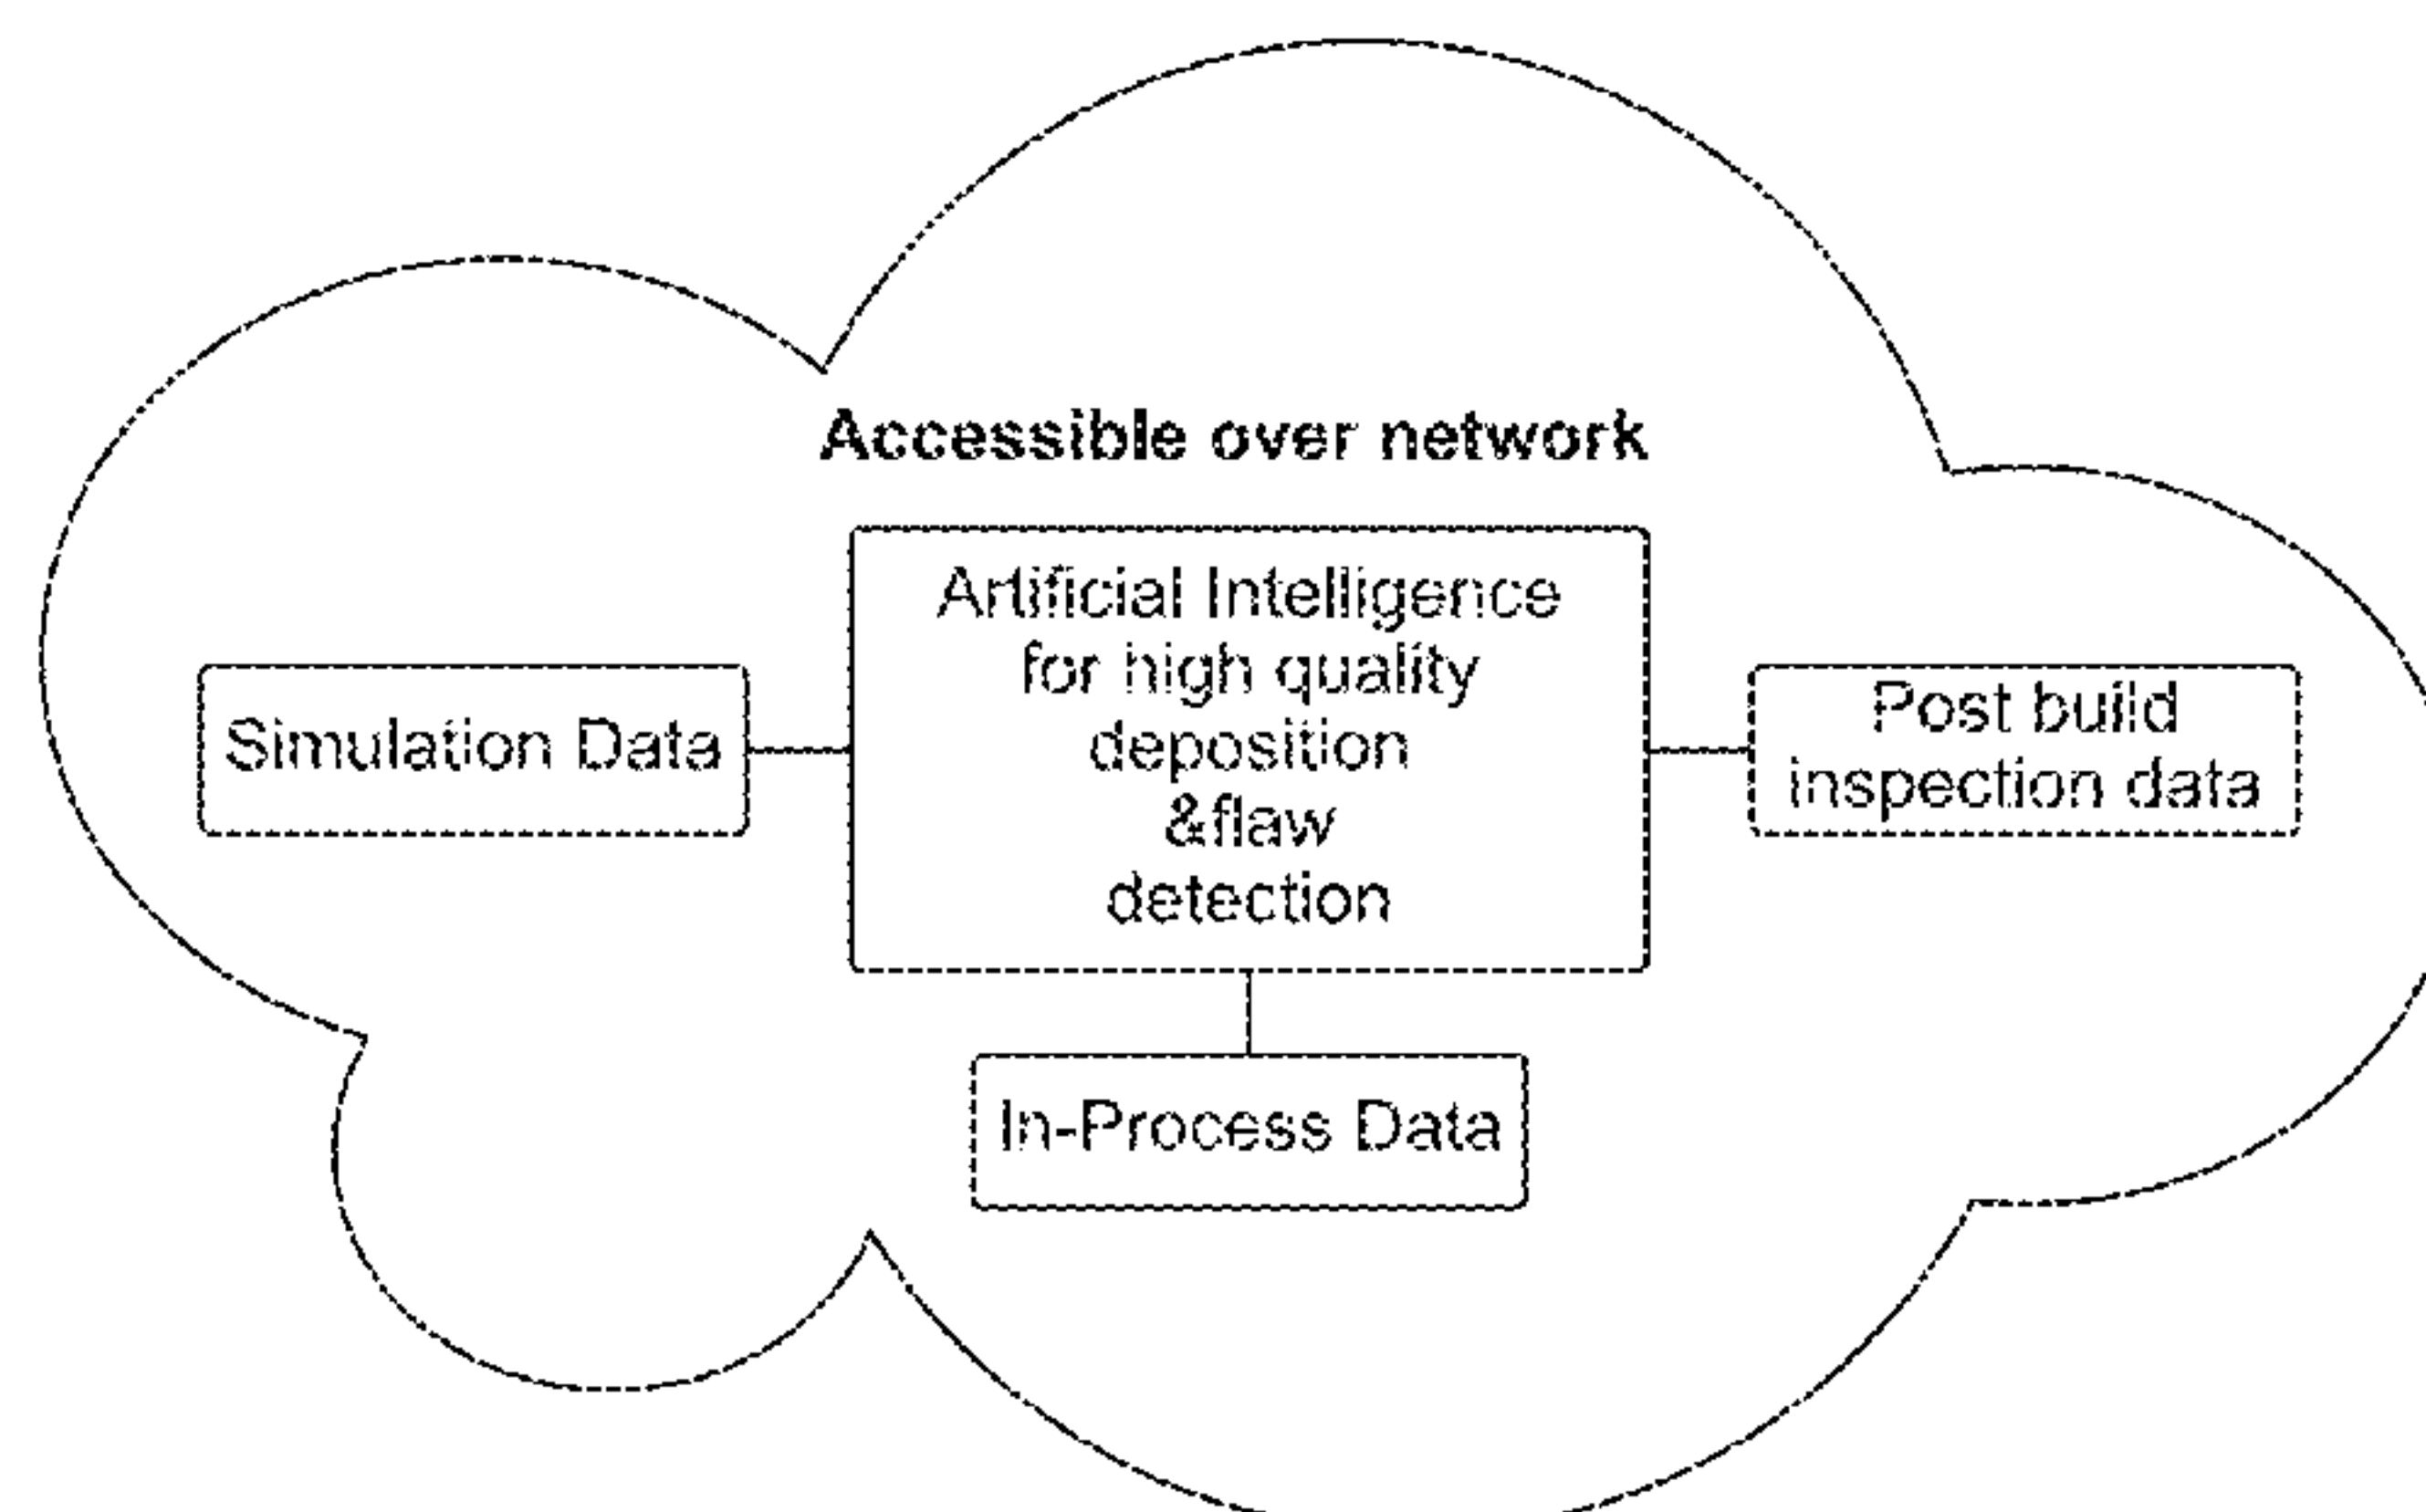 Accessible over network
Artificial Intelligence
for high quality
deposition
&flaw
detection
Simulation Data
Post build
inspection data
In-Process Data